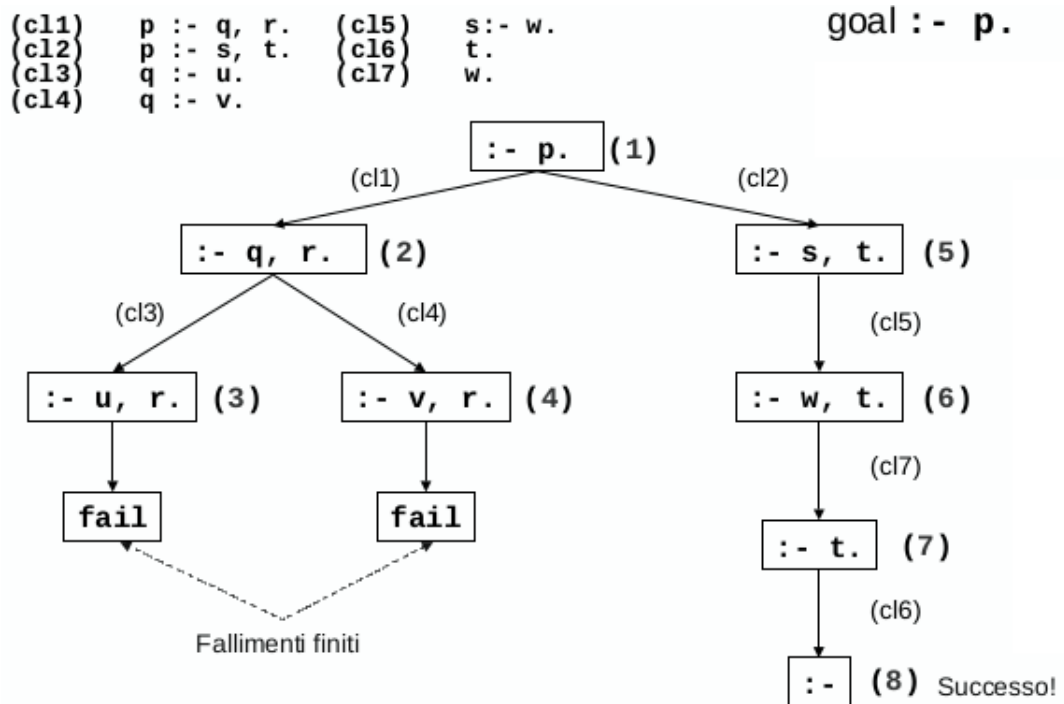 (cl1) p :- q, r. (cl5) s:- w. goal :- p.
(cl2) p :- s, t. (cl6) t.
(cl3) q :- u. (cl7) w.
(cl4) q :- v.
:- p. (1)
(cl1) (cl2)
:- q, r. (2) :- s, t. (5)
(cl3) (cl4) (cl5)
:- u, r. (3) :- v, r. (4) :- w, t. (6)
(cl7)
fail fail
:- t. (7)
(cl6)
Fallimenti finiti
:- (8) Successo!